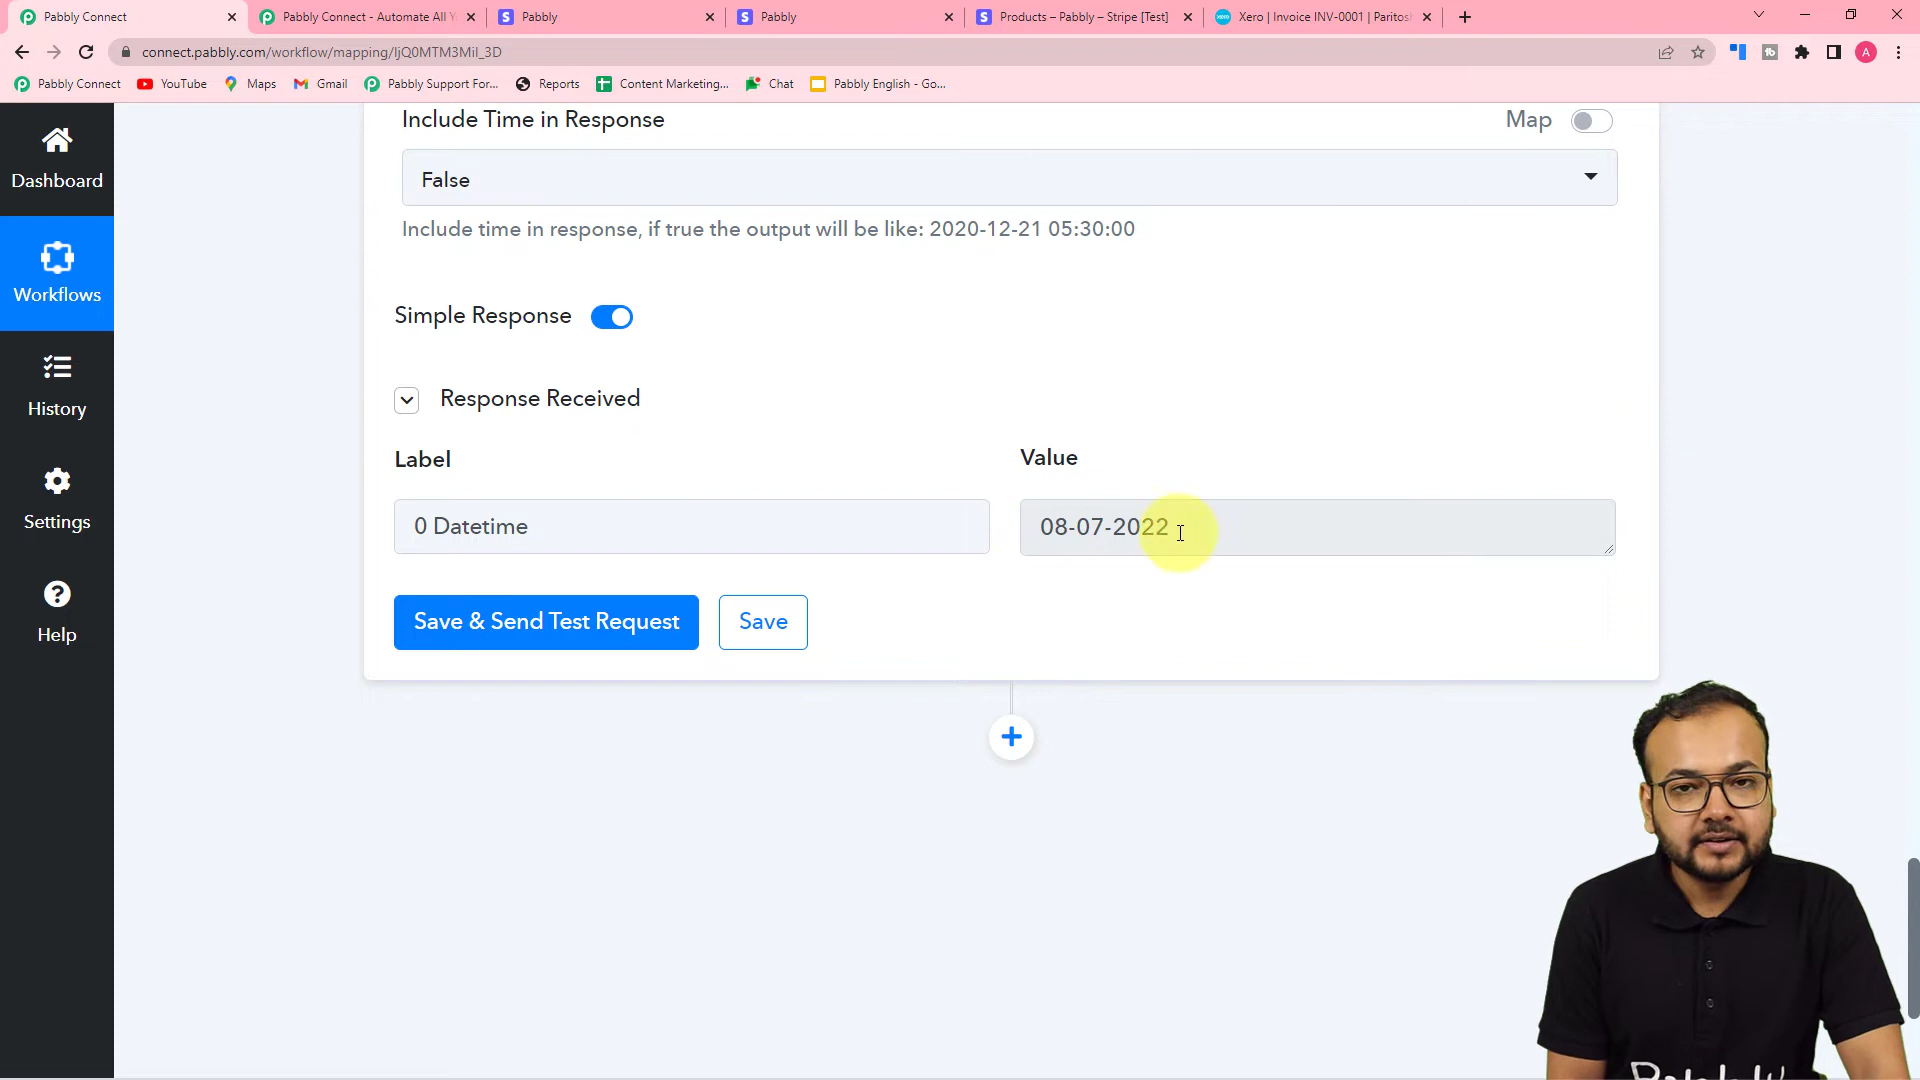 Pabbly Connect
Pabbly Connect - Automate All Y
Pabbly
Pabbly
Products – Pabbly – Stripe [Test]
Xero | Invoice INV-0001 | Paritos
connect.pabbly.com/workflow/mapping/IjQ0MTM3MiI_3D
A
Pabbly Connect
YouTube
Maps
Gmail
Pabbly Support For...
Reports
Content Marketing...
Chat
Pabbly English - Go...
Dashboard
Workflows
History
Settings
Help
Include Time in Response
Map
False
Include time in response, if true the output will be like: 2020-12-21 05:30:00
Simple Response
Response Received
Label
Value
0 Datetime
08-07-2022
Save & Send Test Request
Save
Pabbly